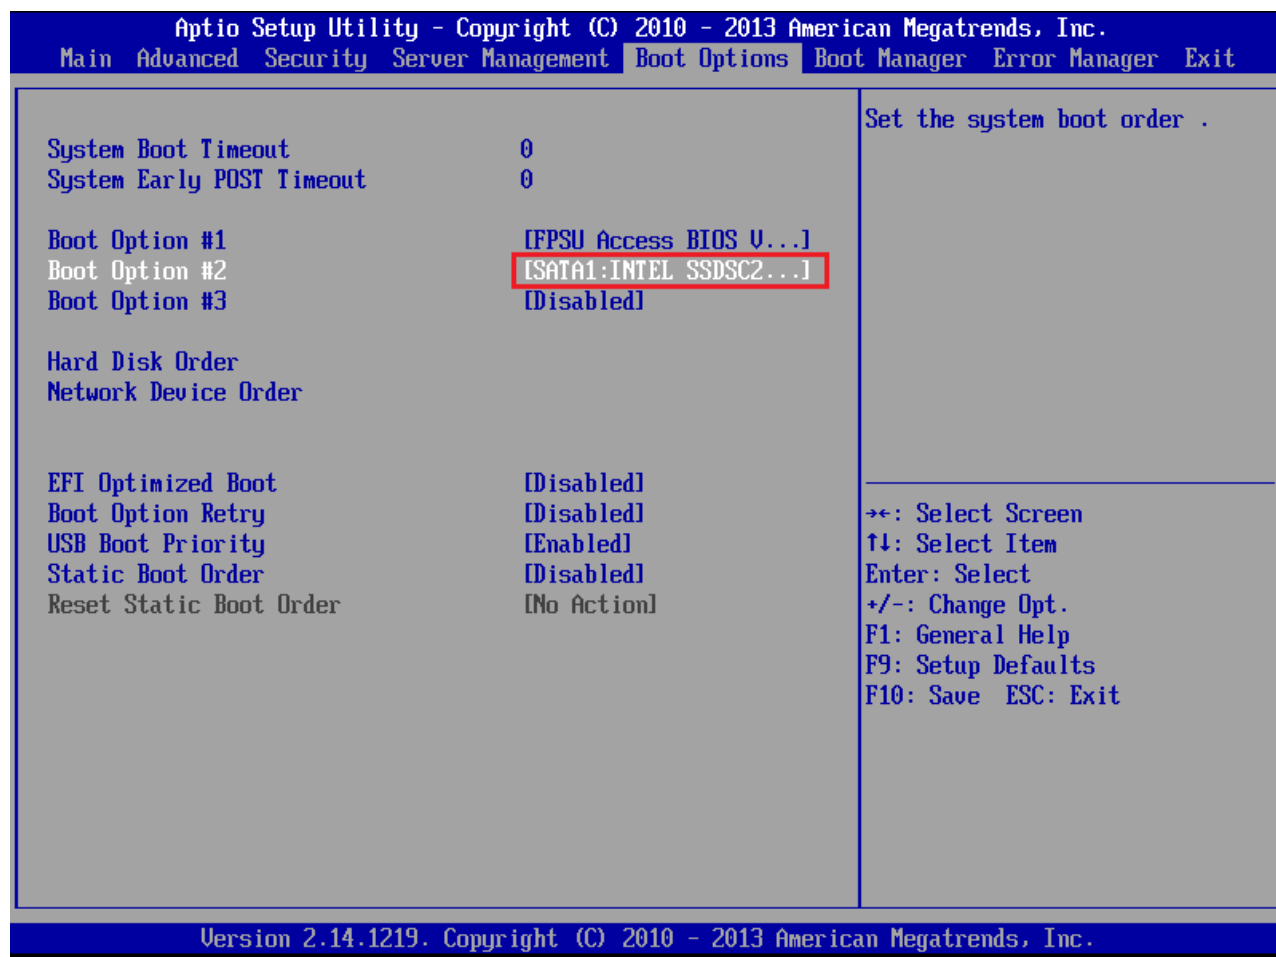 Aptio Setup Utility - Copyright (C) 2010 - 2013 American Megatrends, Inc.
Main Advanced Security Server Management Boot Options Boot Manager Error Manager Exit
System Boot Timeout 0
System Early POST Timeout 0
Boot Option #1 [FPSU Access BIOS V...]
Boot Option #2 [SATA1:INTEL SSDSC2...]
Boot Option #3 [Disabled]
Hard Disk Order
Network Device Order
EFI Optimized Boot [Disabled]
Boot Option Retry [Disabled]
USB Boot Priority [Enabled]
Static Boot Order [Disabled]
Reset Static Boot Order [No Action]
Set the system boot order .
→←: Select Screen
↑↓: Select Item
Enter: Select
+/-: Change Opt.
F1: General Help
F9: Setup Defaults
F10: Save ESC: Exit
Version 2.14.1219. Copyright (C) 2010 - 2013 American Megatrends, Inc.